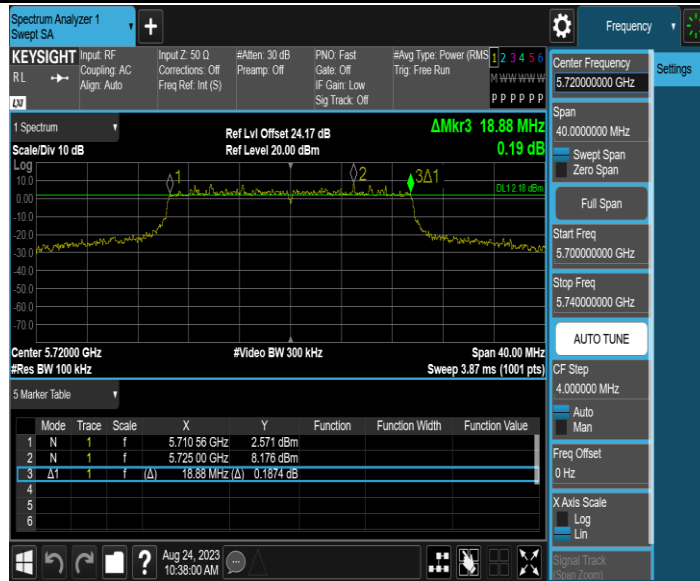 Spectrum Analyzer 1
Swept SA
+
Frequency
KEYSIGHT Input: RF Input Z: 50 Ω #Atten: 30 dB PNO: Fast #Avg Type: Power (RMS 1 2 3 4 5 6
RL Coupling: AC Corrections: Off Preamp: Off Gate: Off Trig: Free Run
Align: Auto Freq Ref: Int (S) IF Gain: Low M W W W W W
Sig Track: Off
LXI P P P P P P
Center Frequency
5.720000000 GHz
Settings
Span
40.0000000 MHz
Swept Span
Zero Span
Full Span
Start Freq
5.700000000 GHz
Stop Freq
5.740000000 GHz
AUTO TUNE
CF Step
4.000000 MHz
Auto
Man
Freq Offset
0 Hz
X Axis Scale
Log
Lin
Signal Track
(Span Zoom)
1 Spectrum
Ref Lvl Offset 24.17 dB
ΔMkr3 18.88 MHz
Scale/Div 10 dB Ref Level 20.00 dBm 0.19 dB
Log
1 2 3Δ1
DL1 2.18 dBm
10.0
0.00
-10.0
-20.0
-30.0
-40.0
-50.0
-60.0
-70.0
Center 5.72000 GHz #Video BW 300 kHz Span 40.00 MHz
#Res BW 100 kHz Sweep 3.87 ms (1001 pts)
5 Marker Table
Mode Trace Scale X Y Function Function Width Function Value
1 N 1 f 5.710 56 GHz 2.571 dBm
2 N 1 f 5.725 00 GHz 8.176 dBm
3 Δ1 1 f (Δ) 18.88 MHz (Δ) 0.1874 dB
4
5
6
?
Aug 24, 2023
10:38:00 AM